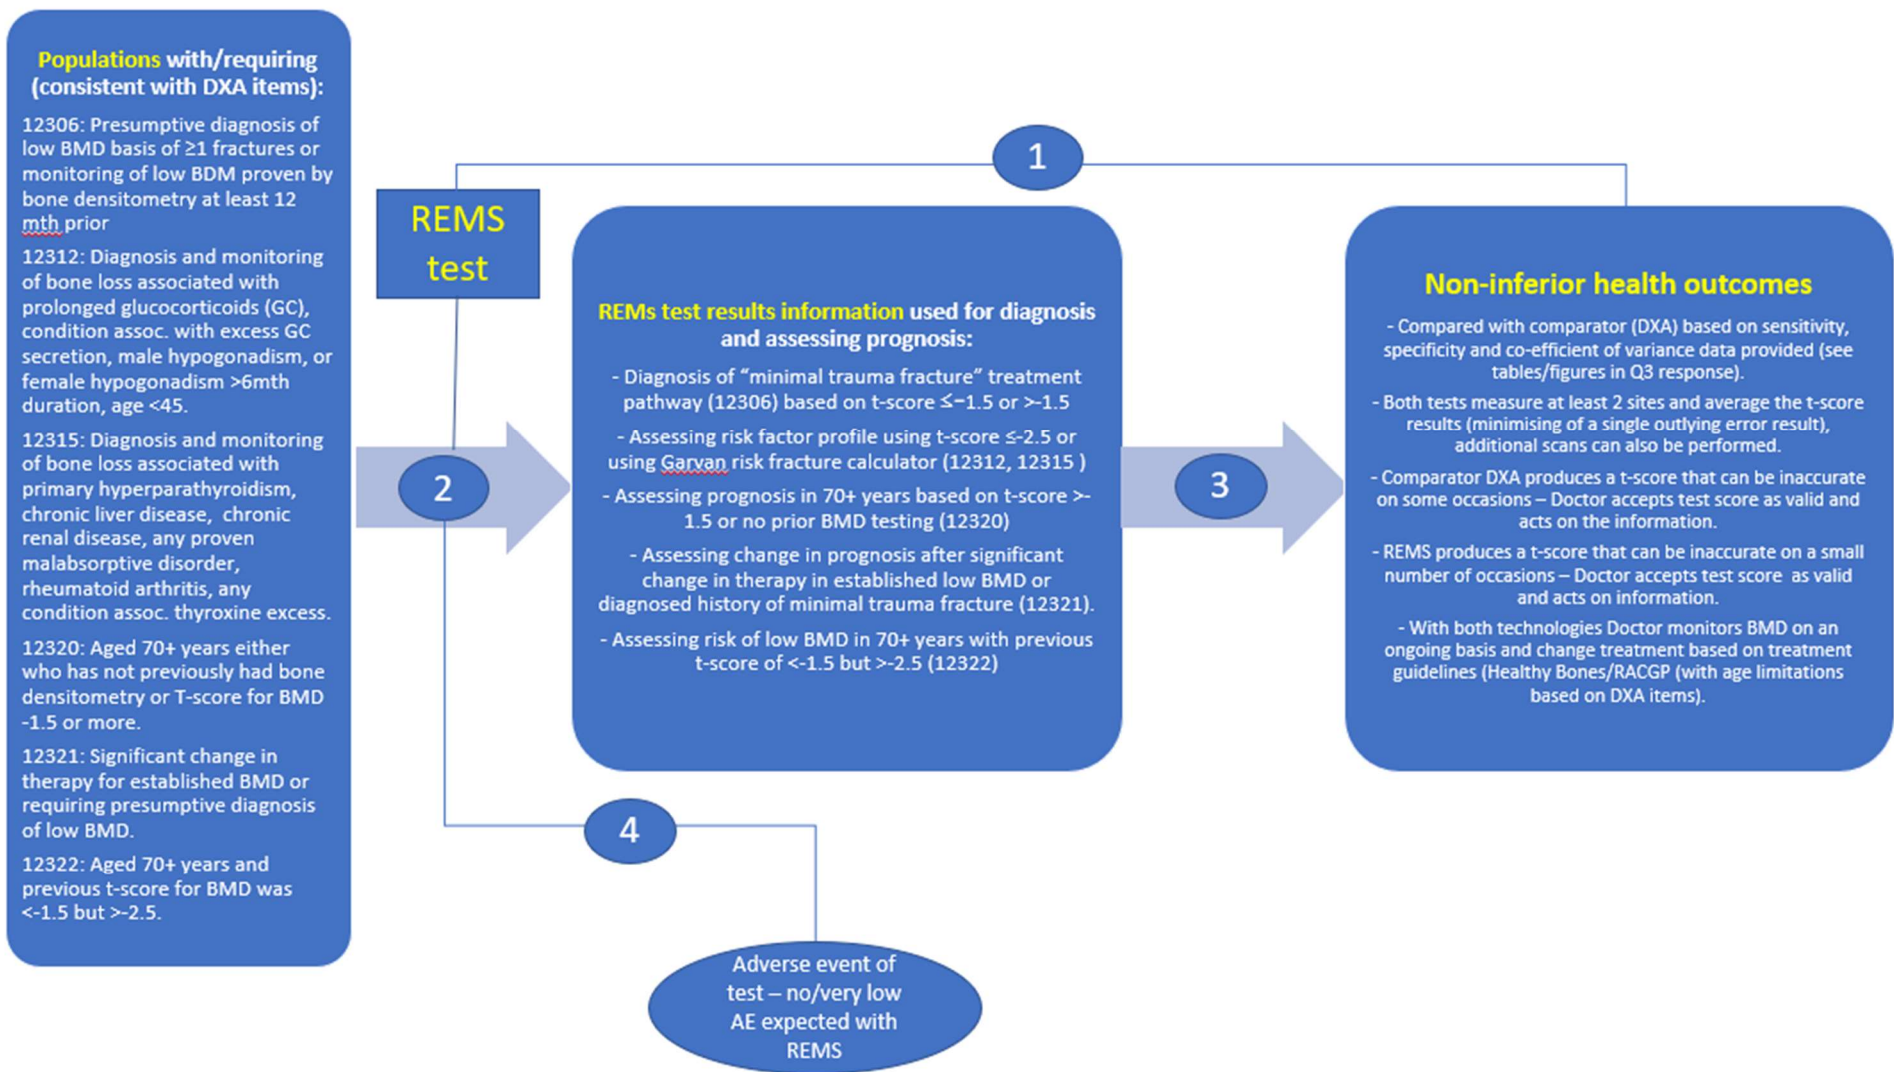 Populations with/requiring
(consistent with DXA items):
12306: Presumptive diagnosis of
low BMD basis of ≥1 fractures or
monitoring of low BDM proven by
bone densitometry at least 12
mth prior
12312: Diagnosis and monitoring
of bone loss associated with
prolonged glucocorticoids (GC),
condition assoc. with excess GC
secretion, male hypogonadism, or
female hypogonadism >6mth
duration, age <45.
12315: Diagnosis and monitoring
of bone loss associated with
primary hyperparathyroidism,
chronic liver disease, chronic
renal disease, any proven
malabsorptive disorder,
rheumatoid arthritis, any
condition assoc. thyroxine excess.
12320: Aged 70+ years either
who has not previously had bone
densitometry or T-score for BMD
-1.5 or more.
12321: Significant change in
therapy for established BMD or
requiring presumptive diagnosis
of low BMD.
12322: Aged 70+ years and
previous t-score for BMD was
<-1.5 but >-2.5.
REMS
test
1
2
REMs test results information used for diagnosis
and assessing prognosis:
- Diagnosis of “minimal trauma fracture” treatment
pathway (12306) based on t-score ≤−1.5 or >-1.5
- Assessing risk factor profile using t-score ≤-2.5 or
using Garvan risk fracture calculator (12312, 12315 )
- Assessing prognosis in 70+ years based on t-score >-
1.5 or no prior BMD testing (12320)
- Assessing change in prognosis after significant
change in therapy in established low BMD or
diagnosed history of minimal trauma fracture (12321).
- Assessing risk of low BMD in 70+ years with previous
t-score of <-1.5 but >-2.5 (12322)
3
Non-inferior health outcomes
- Compared with comparator (DXA) based on sensitivity,
specificity and co-efficient of variance data provided (see
tables/figures in Q3 response).
- Both tests measure at least 2 sites and average the t-score
results (minimising of a single outlying error result),
additional scans can also be performed.
- Comparator DXA produces a t-score that can be inaccurate
on some occasions – Doctor accepts test score as valid and
acts on the information.
- REMS produces a t-score that can be inaccurate on a small
number of occasions – Doctor accepts test score as valid
and acts on information.
- With both technologies Doctor monitors BMD on an
ongoing basis and change treatment based on treatment
guidelines (Healthy Bones/RACGP (with age limitations
based on DXA items).
4
Adverse event of
test – no/very low
AE expected with
REMS